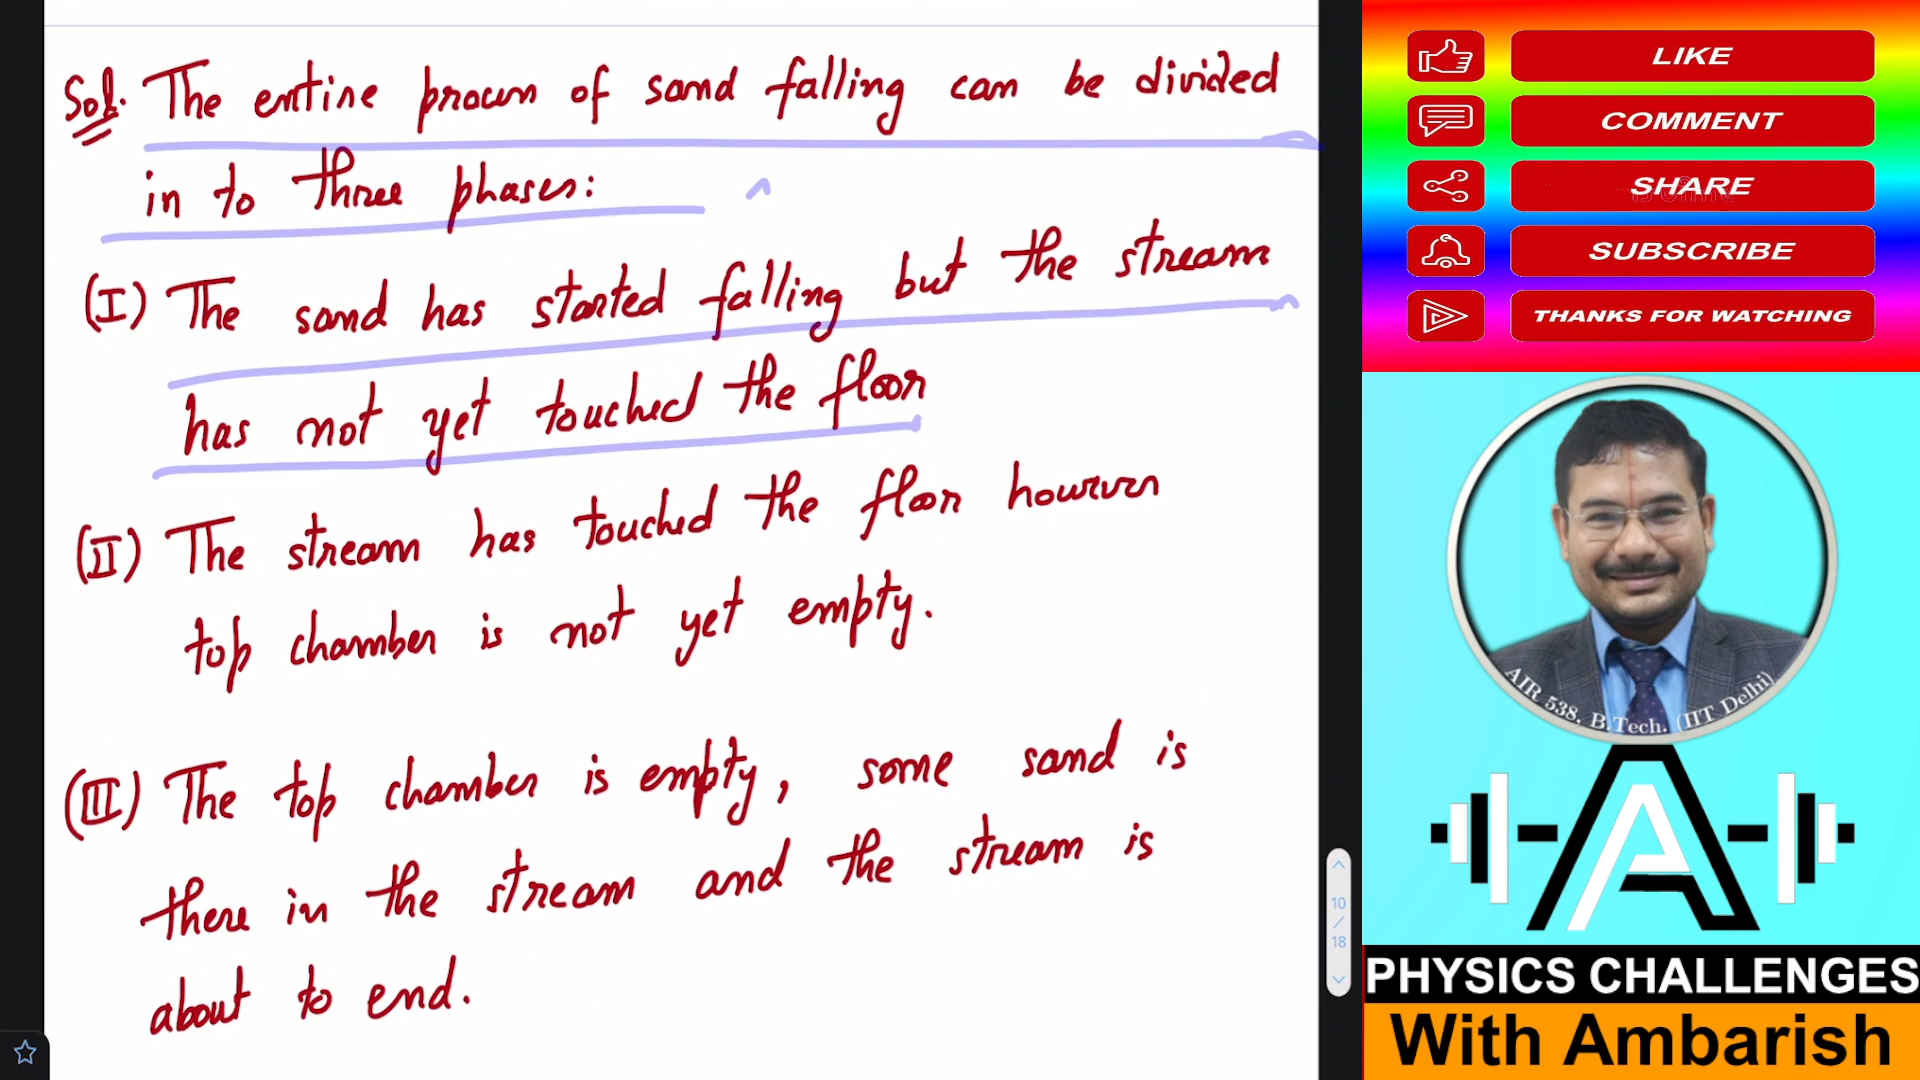 Sol. The entire process of sand falling can be divided
in to three phases:
(I) The sand has started falling but the stream
has not yet touched the floor
(II) The stream has touched the floor however
top chamber is not yet empty.
(III) The top chamber is empty, some sand is
there in the stream and the stream is
about to end.
10
/
18
LIKE
COMMENT
SHARE
SUBSCRIBE
THANKS FOR WATCHING
AIR 538, B.Tech. (IIT Delhi)
A
PHYSICS CHALLENGES
With Ambarish